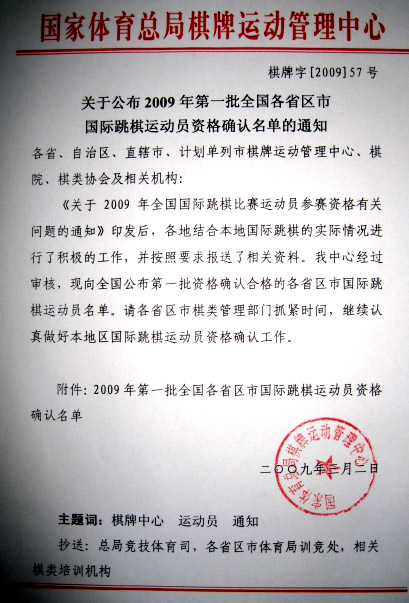 国家体育总局棋牌运动管理中心
棋牌字[2009]57 号
关于公布 2009 年第一批全国各省区市
国际跳棋运动员资格确认名单的通知
各省、自治区、直辖市、计划单列市棋牌运动管理中心、棋
院、棋类协会及相关机构：
《关于 2009 年全国国际跳棋比赛运动员参赛资格有关
问题的通知》印发后，各地结合本地国际跳棋的实际情况进
行了积极的工作，并按照要求报送了相关资料。我中心经过
审核，现向全国公布第一批资格确认合格的各省区市国际跳
棋运动员名单。请各省区市棋类管理部门抓紧时间，继续认
真做好本地区国际跳棋运动员资格确认工作。
附件：2009 年第一批全国各省区市国际跳棋运动员资格
确认名单
国家体育总局棋牌运动管理中心
二〇〇九年 月二日
主题词：棋牌中心 运动员 通知
抄送：总局竞技体育司，各省区市体育局训竞处，相关
棋类培训机构